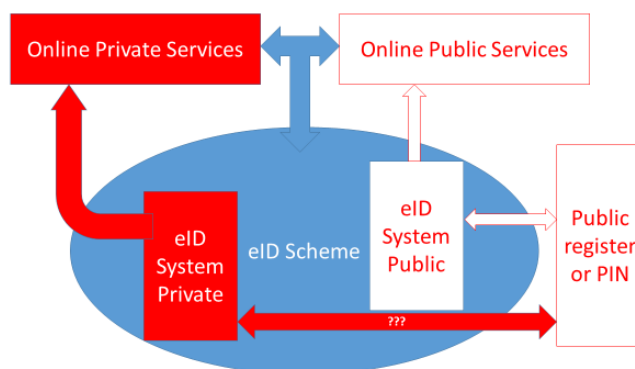 Online Private Services
Online Public Services
eID
System
Private
eID Scheme
eID
System
Public
Public
register
or PIN
???